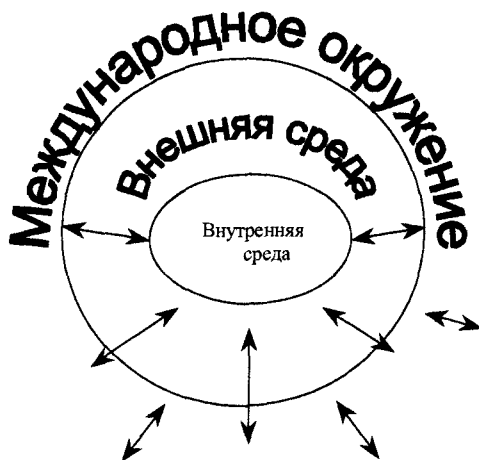 Международное окружение
Внешняя среда
Внутренняя
среда